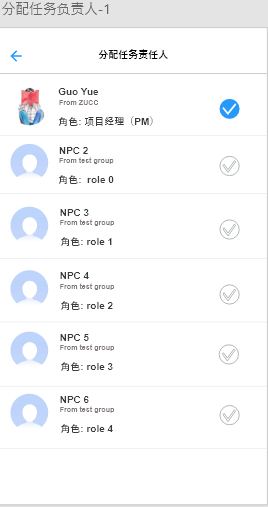 分配任务负责人-1
分配任务责任人
Guo Yue
From ZUCC
角色: 项目经理（PM）
NPC 2
From test group
角色: role 0
NPC 3
From test group
角色: role 1
NPC 4
From test group
角色: role 2
NPC 5
From test group
角色: role 3
NPC 6
From test group
角色: role 4